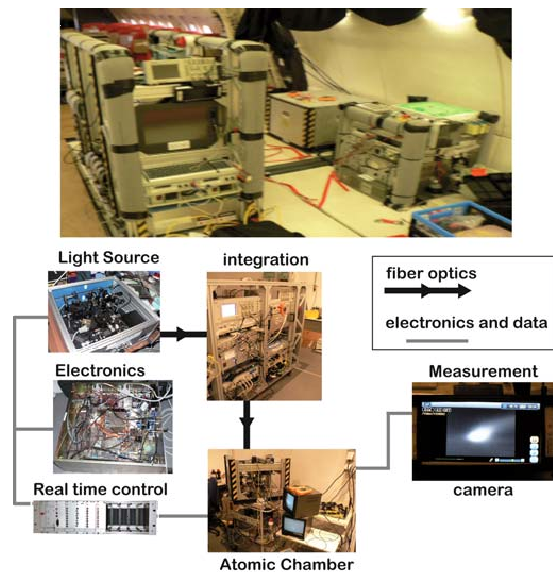 Light Source
integration
fiber optics
electronics and data
Electronics
Measurement
Real time control
camera
Atomic Chamber